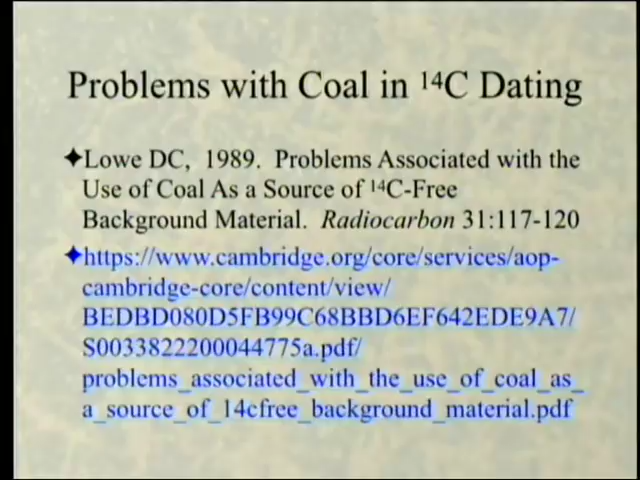 Problems with Coal in ¹⁴C Dating
✦Lowe DC, 1989. Problems Associated with the
Use of Coal As a Source of ¹⁴C-Free
Background Material. Radiocarbon 31:117-120
✦https://www.cambridge.org/core/services/aop-
cambridge-core/content/view/
BEDBD080D5FB99C68BBD6EF642EDE9A7/
S0033822200044775a.pdf/
problems_associated_with_the_use_of_coal_as_
a_source_of_14cfree_background_material.pdf